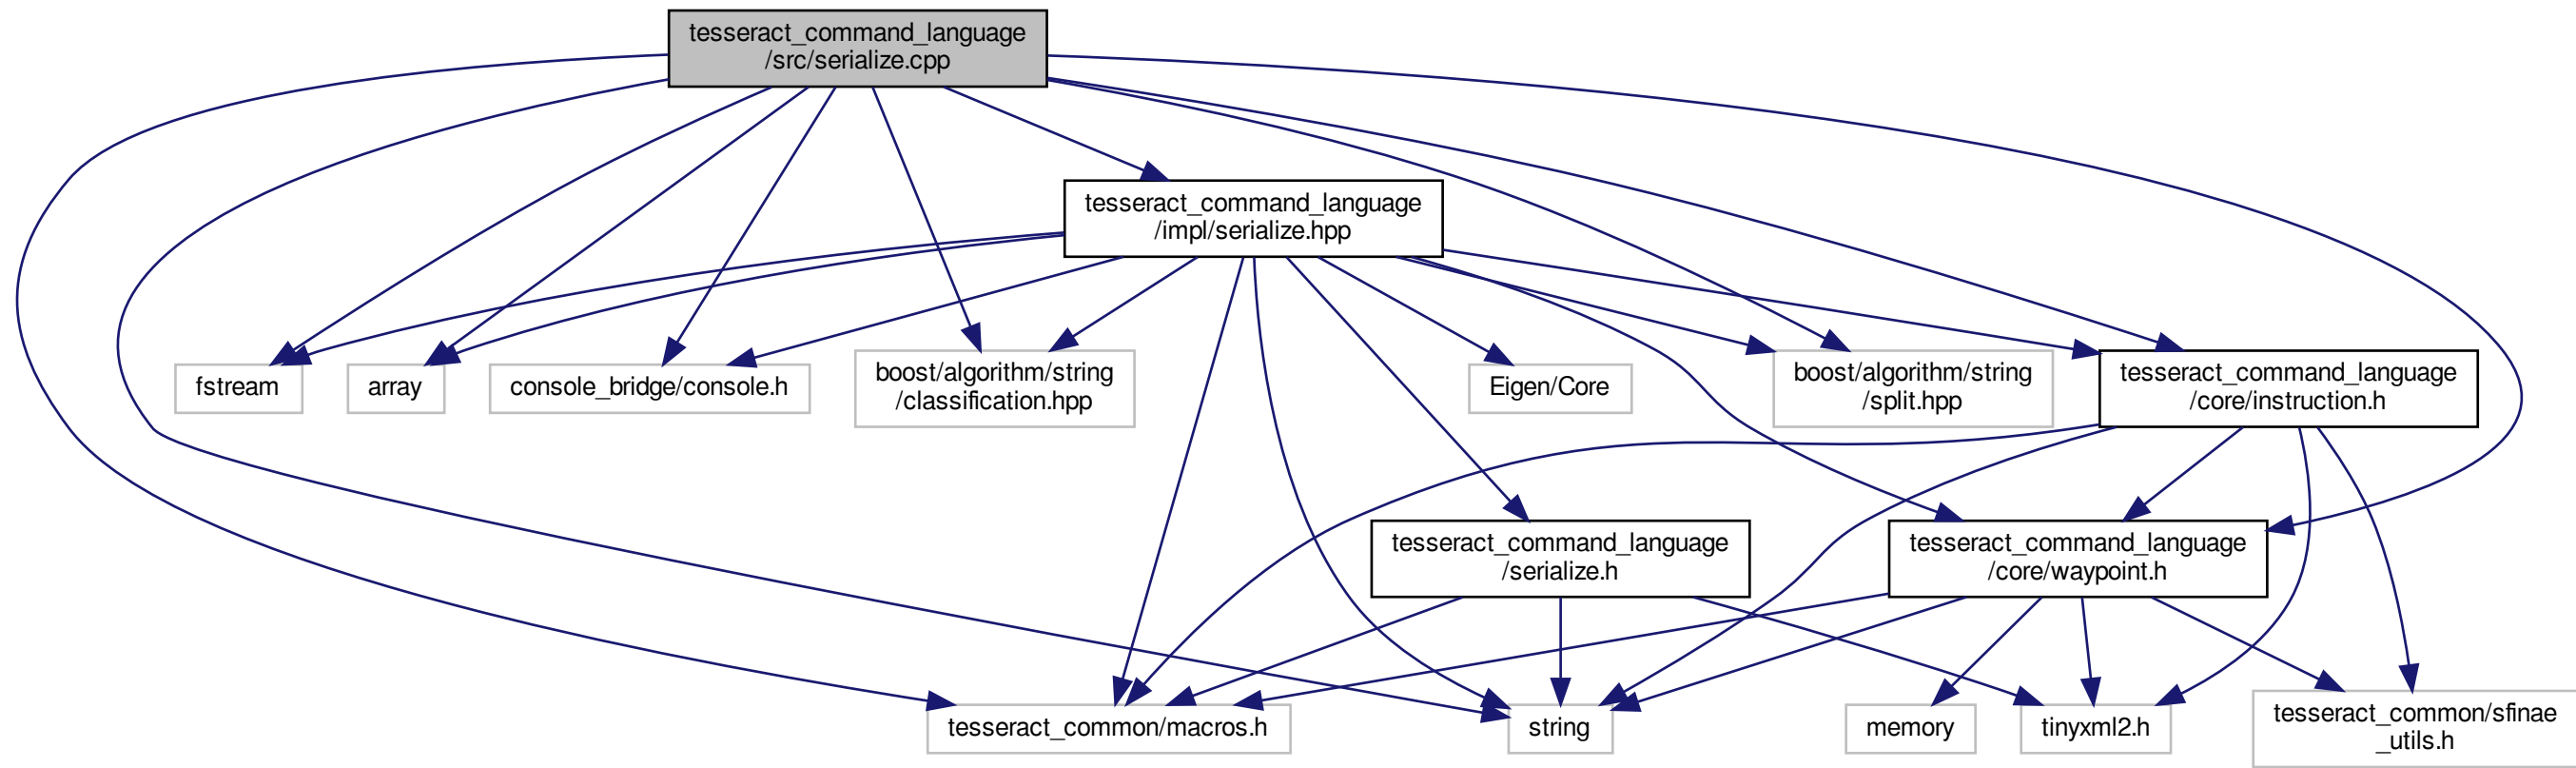 tesseract_command_language
/src/serialize.cpp
tesseract_command_language
/impl/serialize.hpp
fstream
array
console_bridge/console.h
boost/algorithm/string
/classification.hpp
Eigen/Core
boost/algorithm/string
/split.hpp
tesseract_command_language
/core/instruction.h
tesseract_command_language
/serialize.h
tesseract_command_language
/core/waypoint.h
tesseract_common/macros.h
string
memory
tinyxml2.h
tesseract_common/sfinae
_utils.h